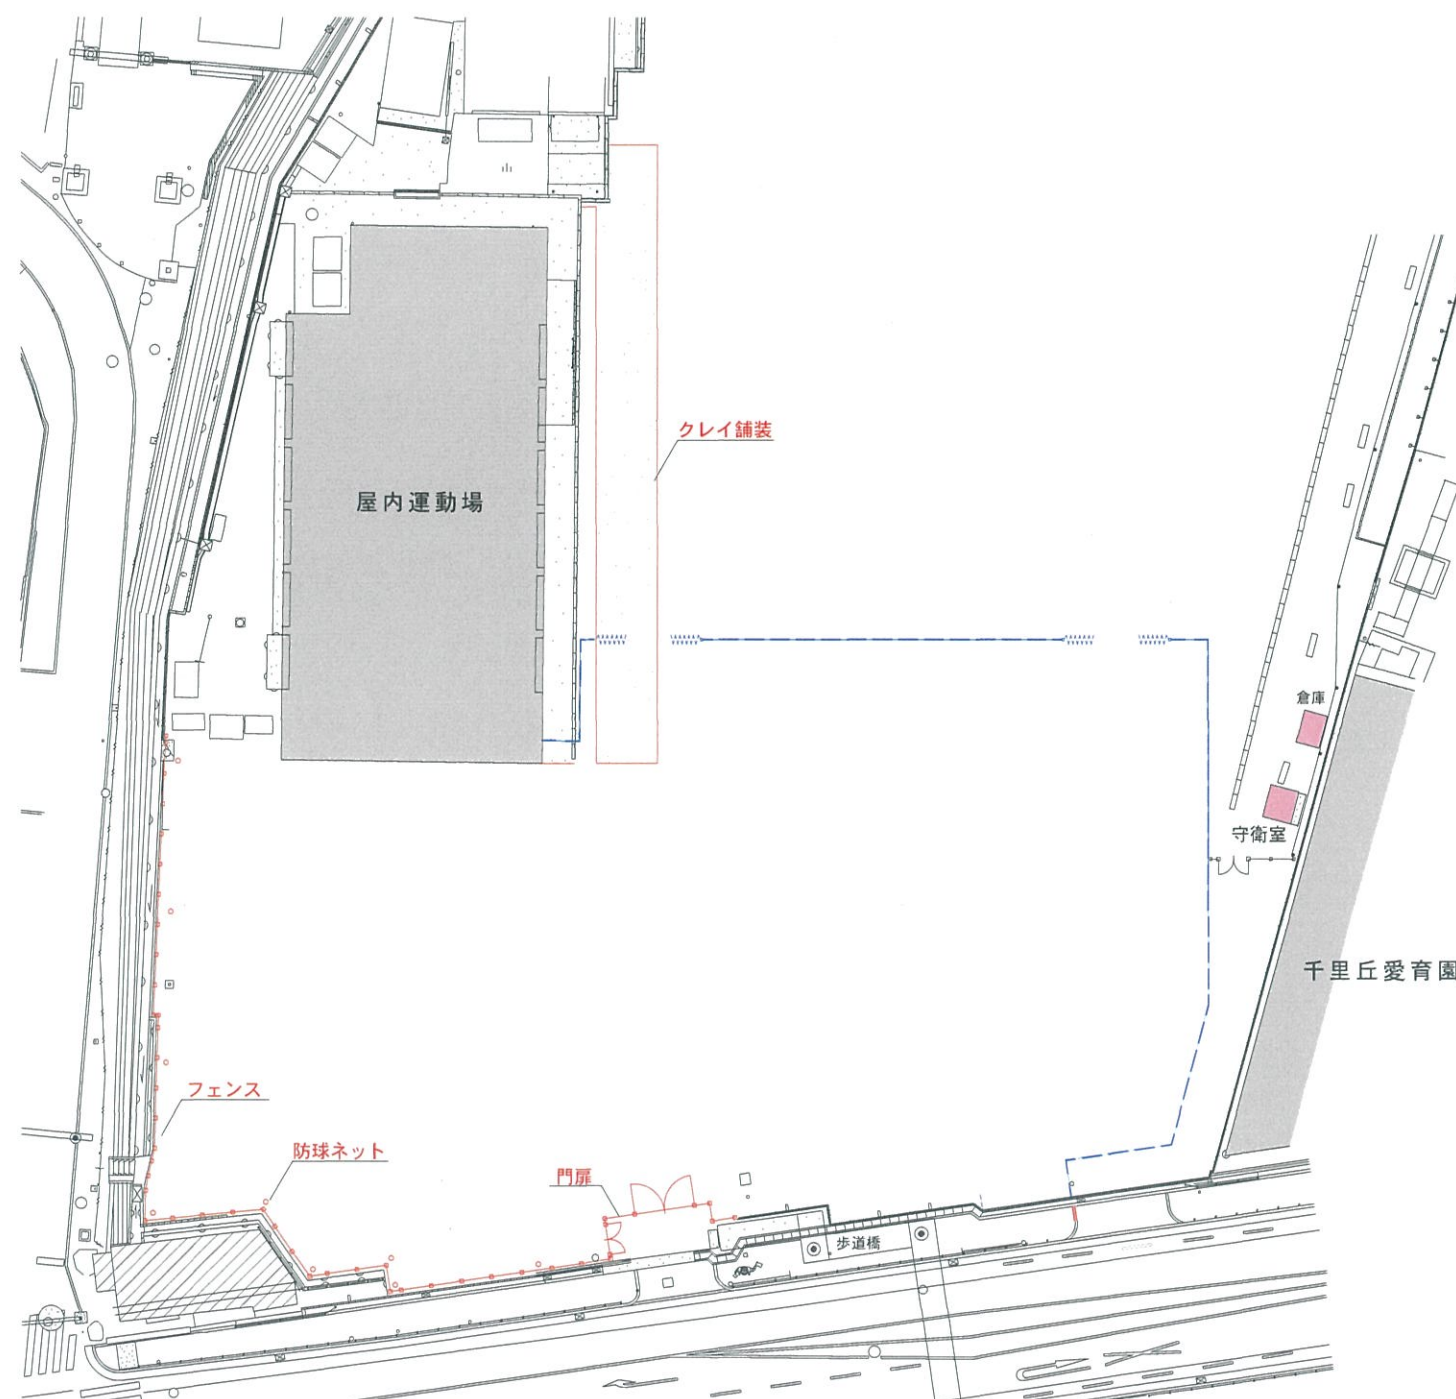 クレイ舗装
屋内運動場
倉庫
守衛室
千里丘愛育園
フェンス
防球ネット
門扉
歩道橋